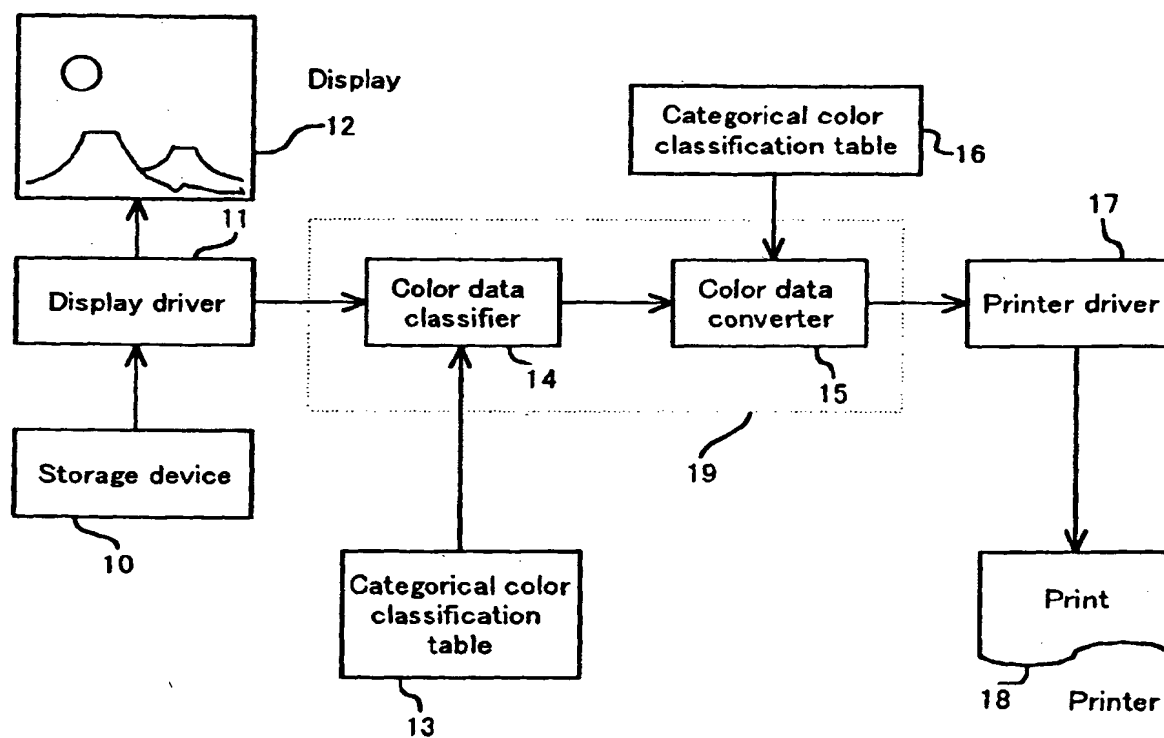 Display
12
Categorical color
classification table
16
11
17
Display driver
Color data
classifier
14
Color data
converter
15
Printer driver
19
Storage device
10
Categorical color
classification
table
13
Print
18
Printer